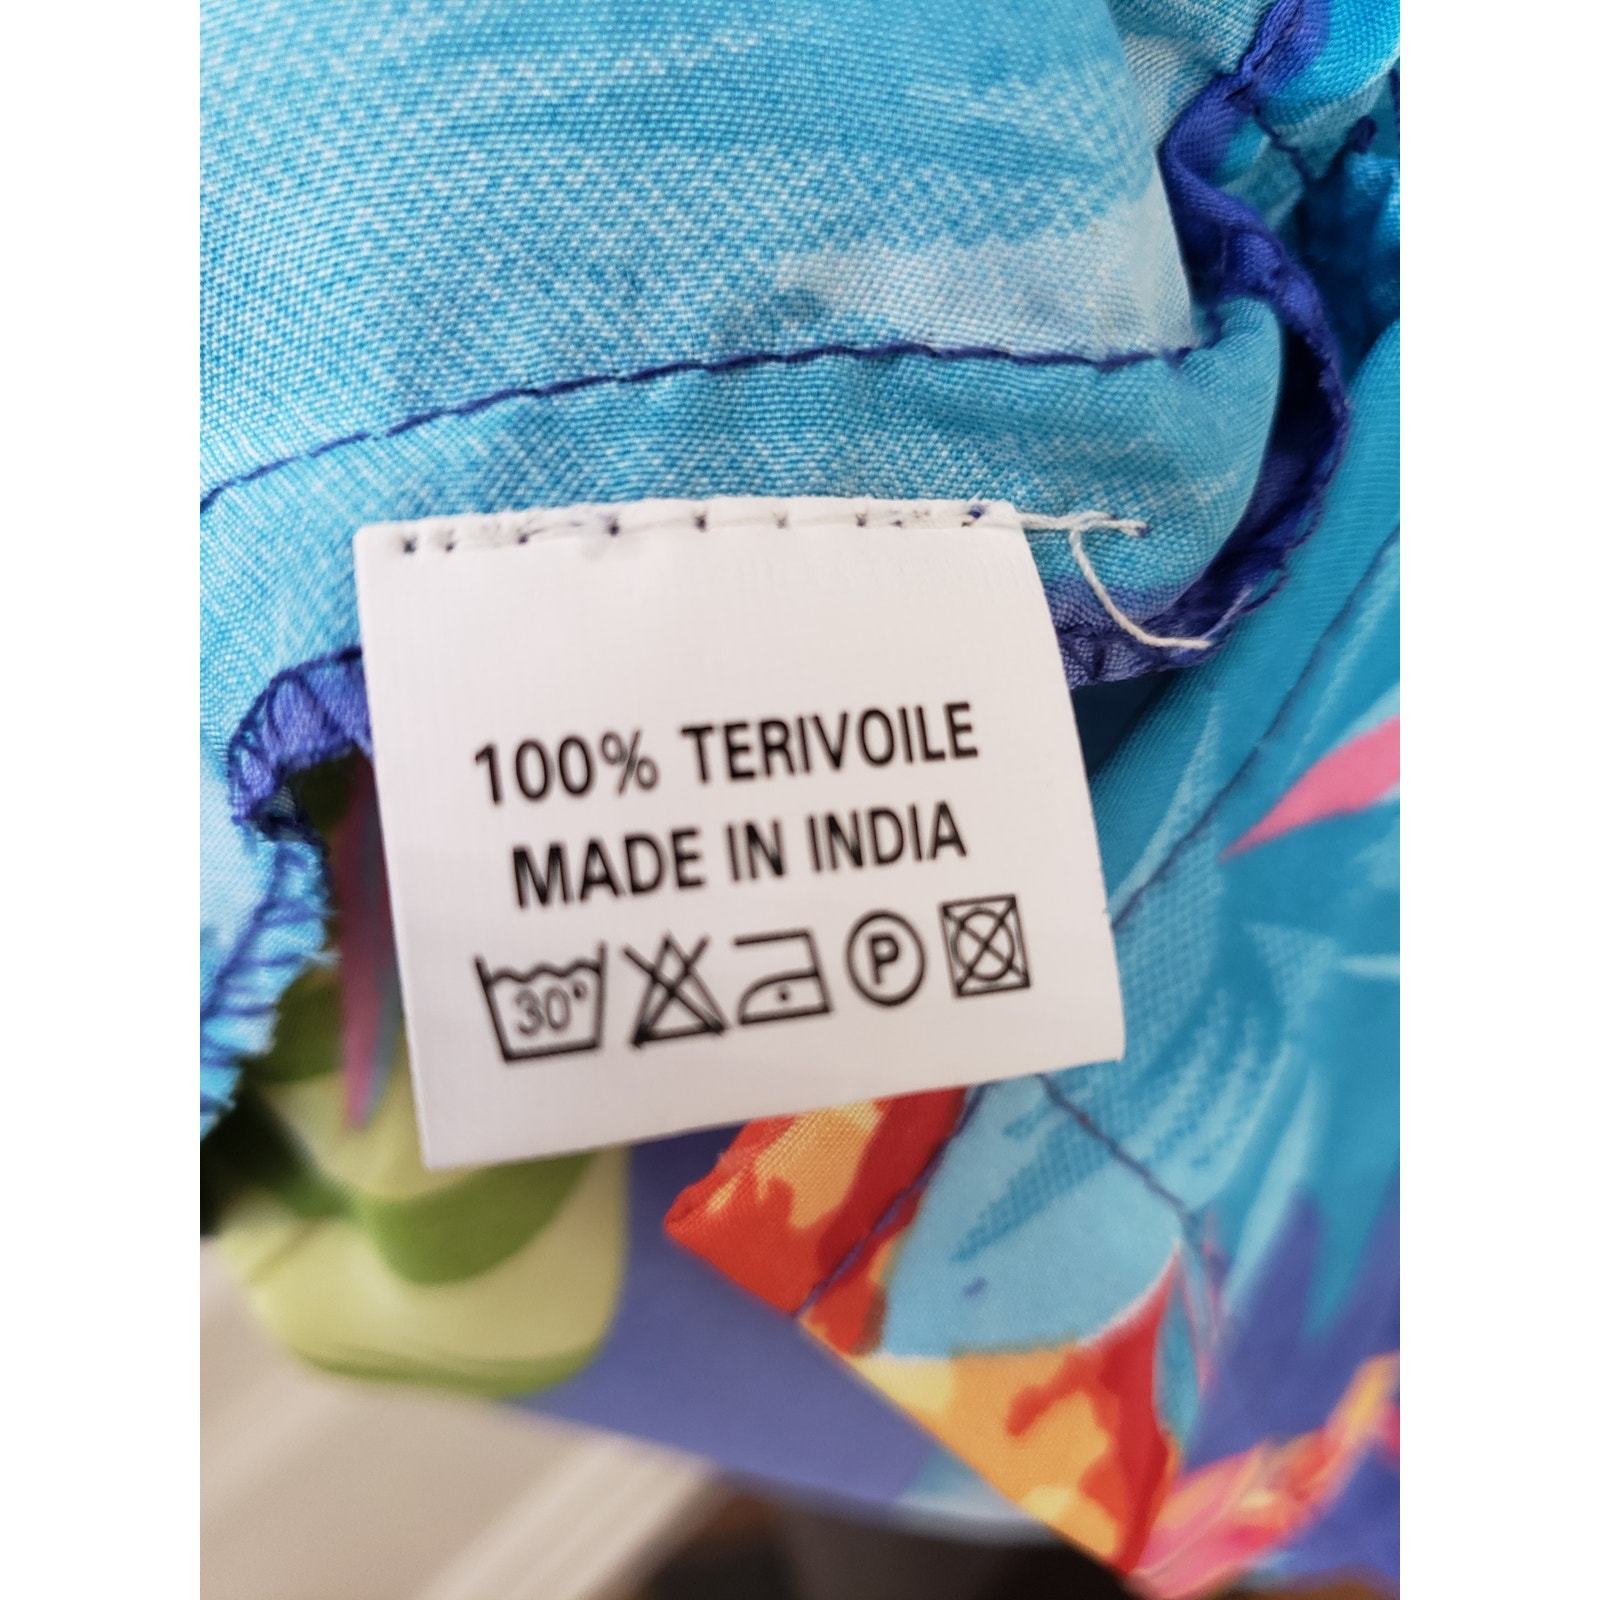 100% TERIVOILE
MADE IN INDIA
30° P